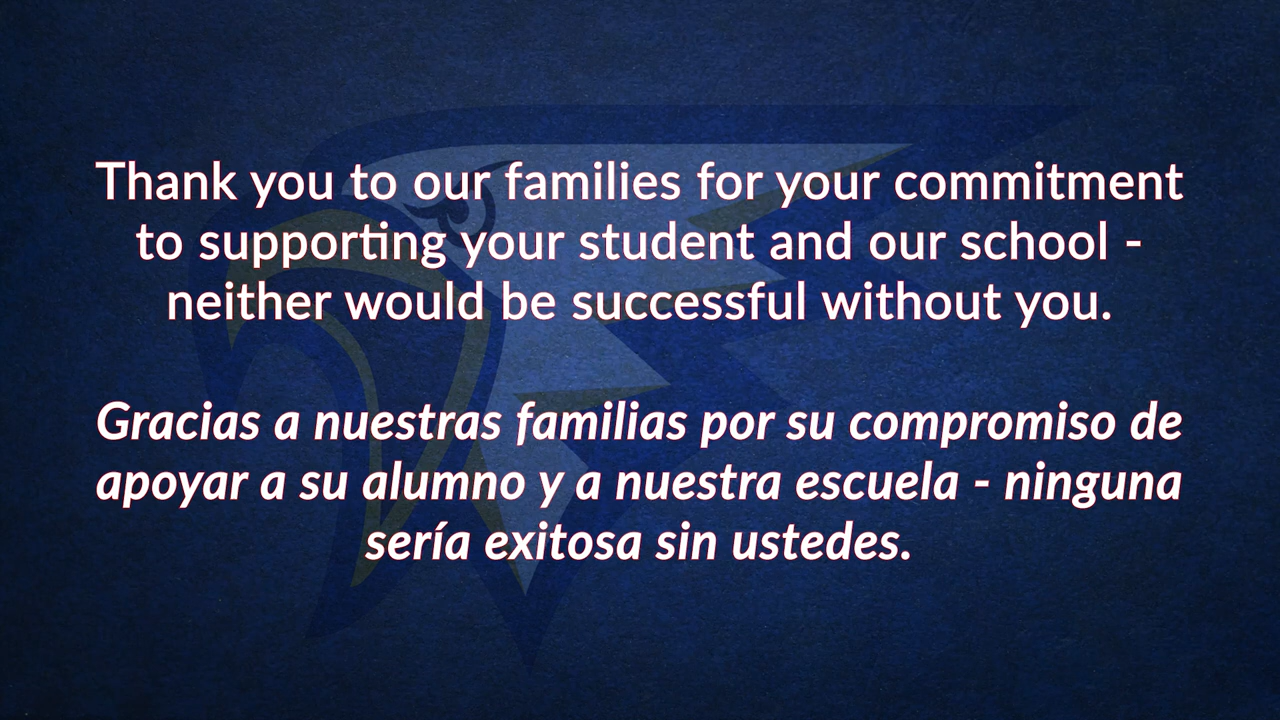 Thank you to our families for your commitment
to supporting your student and our school -
neither would be successful without you.
Gracias a nuestras familias por su compromiso de
apoyar a su alumno y a nuestra escuela - ninguna
sería exitosa sin ustedes.